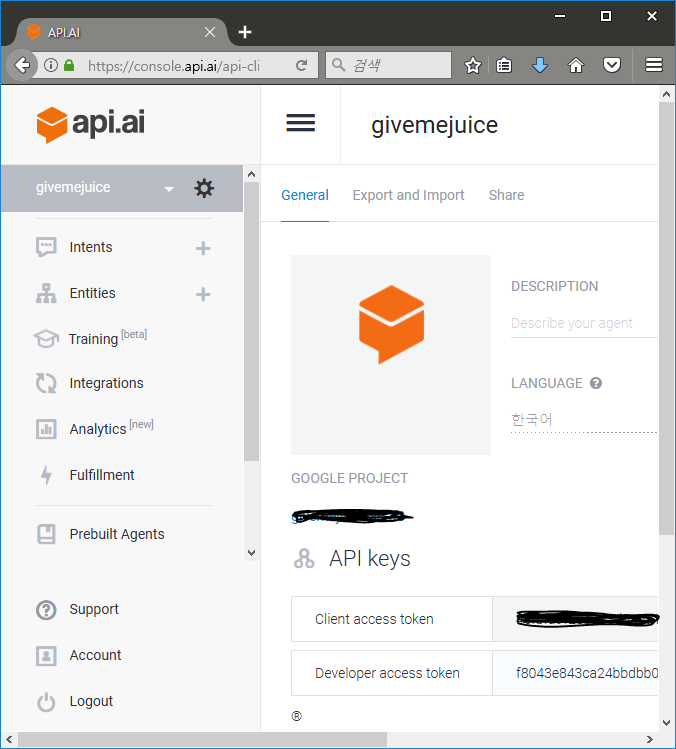 API.AI
https://console.api.ai/api-cli
검색
api.ai
givemejuice
givemejuice
General
Export and Import
Share
Intents
Entities
Training [beta]
Integrations
Analytics [new]
Fulfillment
Prebuilt Agents
Support
Account
Logout
DESCRIPTION
Describe your agent
LANGUAGE
한국어
GOOGLE PROJECT
API keys
Client access token
Developer access token
f8043e843ca24bbdbb0
®